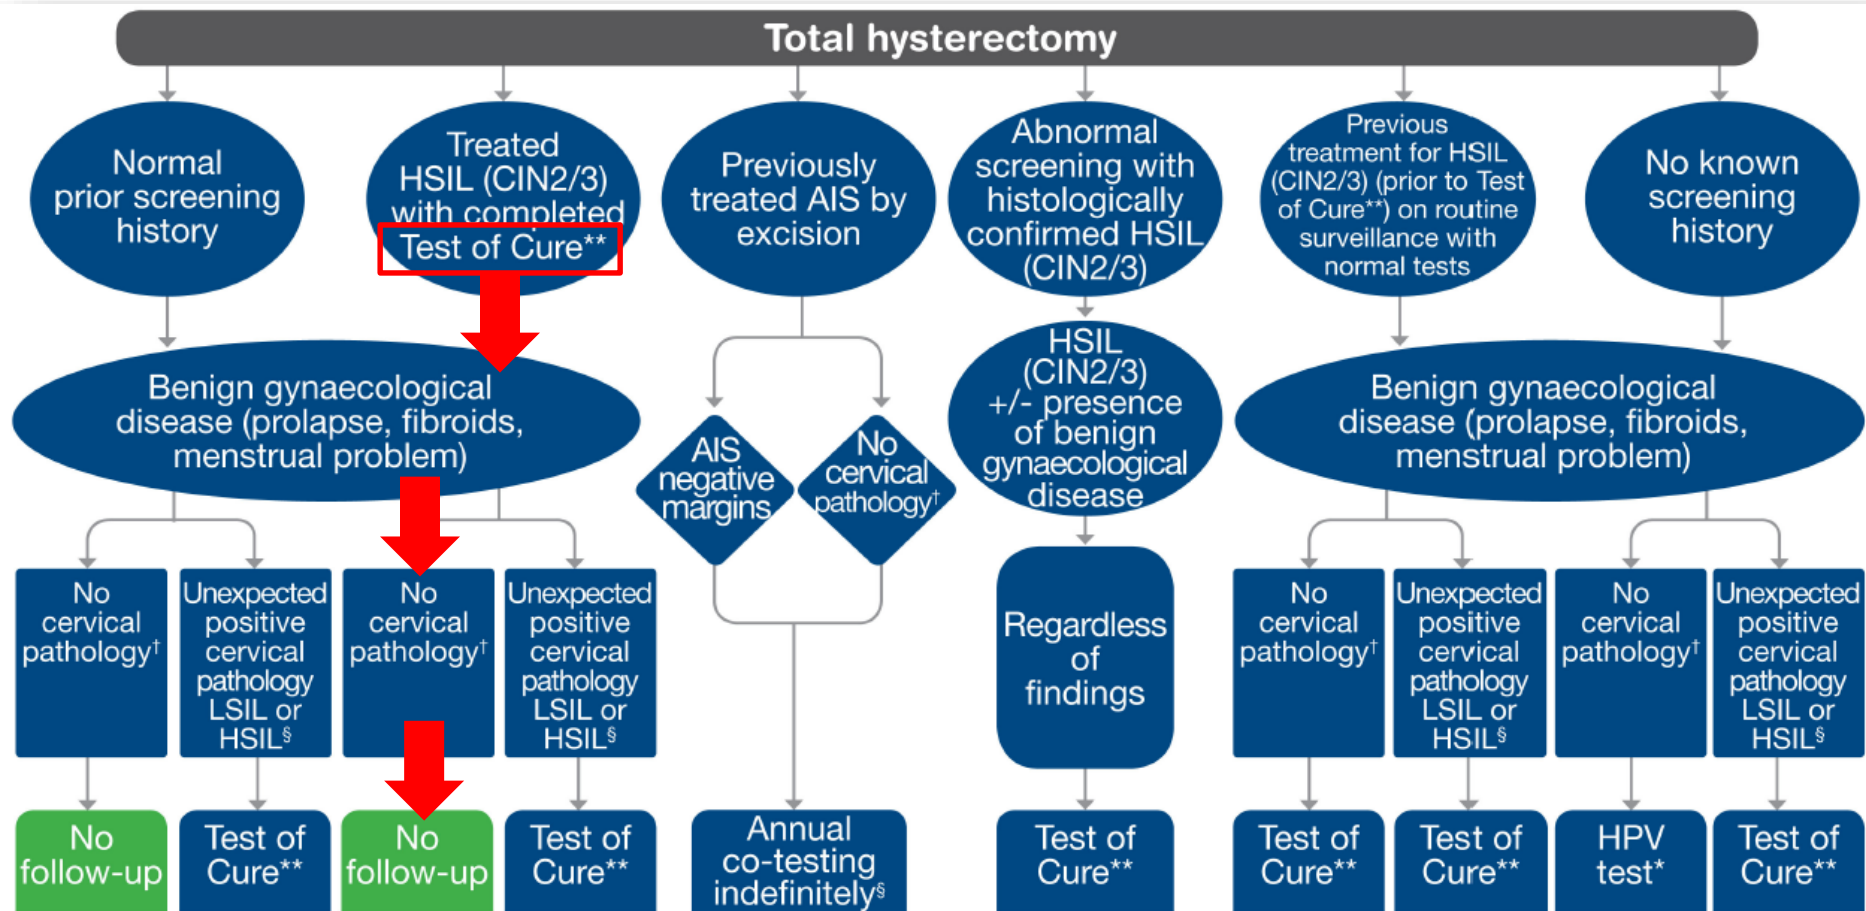 Total hysterectomy
Normal
prior screening
history
Treated
HSIL (CIN2/3)
with completed
Test of Cure**
Previously
treated AIS by
excision
Abnormal
screening with
histologically
confirmed HSIL
(CIN2/3)
Previous
treatment for HSIL
(CIN2/3) (prior to Test
of Cure**) on routine
surveillance with
normal tests
No known
screening
history
Benign gynaecological
disease (prolapse, fibroids,
menstrual problem)
AIS
negative
margins
No
cervical
pathology†
HSIL
(CIN2/3)
+/- presence
of benign
gynaecological
disease
Benign gynaecological
disease (prolapse, fibroids,
menstrual problem)
No
cervical
pathology†
Unexpected
positive
cervical
pathology
LSIL or
HSIL§
No
cervical
pathology†
Unexpected
positive
cervical
pathology
LSIL or
HSIL§
Regardless
of
findings
No
cervical
pathology†
Unexpected
positive
cervical
pathology
LSIL or
HSIL§
No
cervical
pathology†
Unexpected
positive
cervical
pathology
LSIL or
HSIL§
No
follow-up
Test of
Cure**
No
follow-up
Test of
Cure**
Annual
co-testing
indefinitely§
Test of
Cure**
Test of
Cure**
Test of
Cure**
HPV
test*
Test of
Cure**